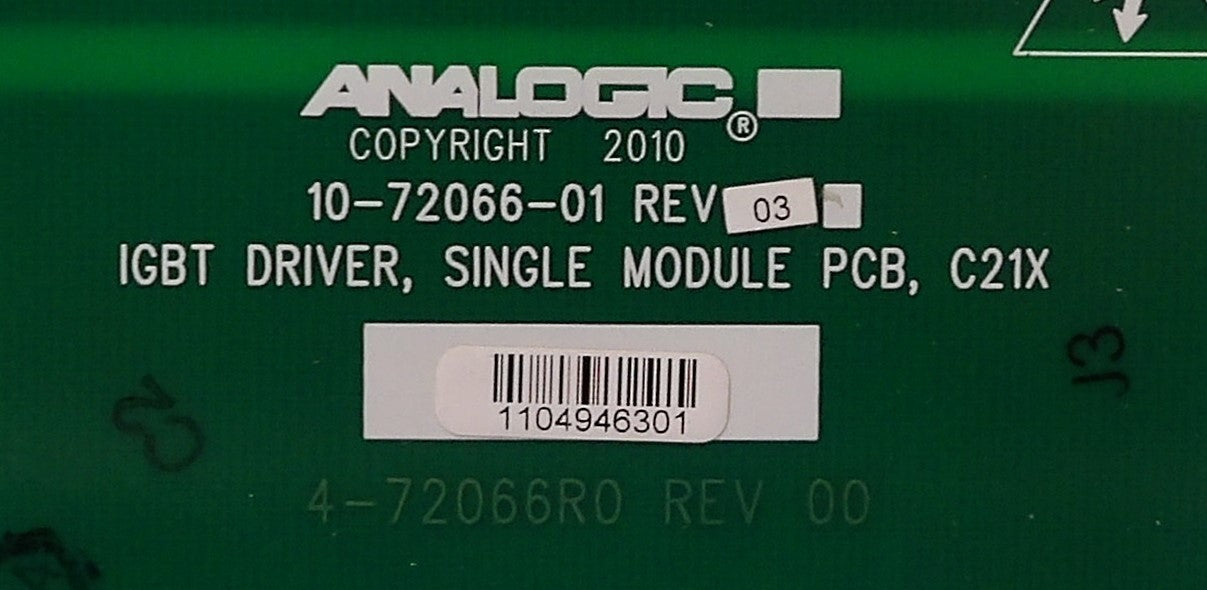 ANALOGIC®
COPYRIGHT 2010
10-72066-01 REV 03
IGBT DRIVER, SINGLE MODULE PCB, C21X
1104946301
J3
4-72066R0 REV 00